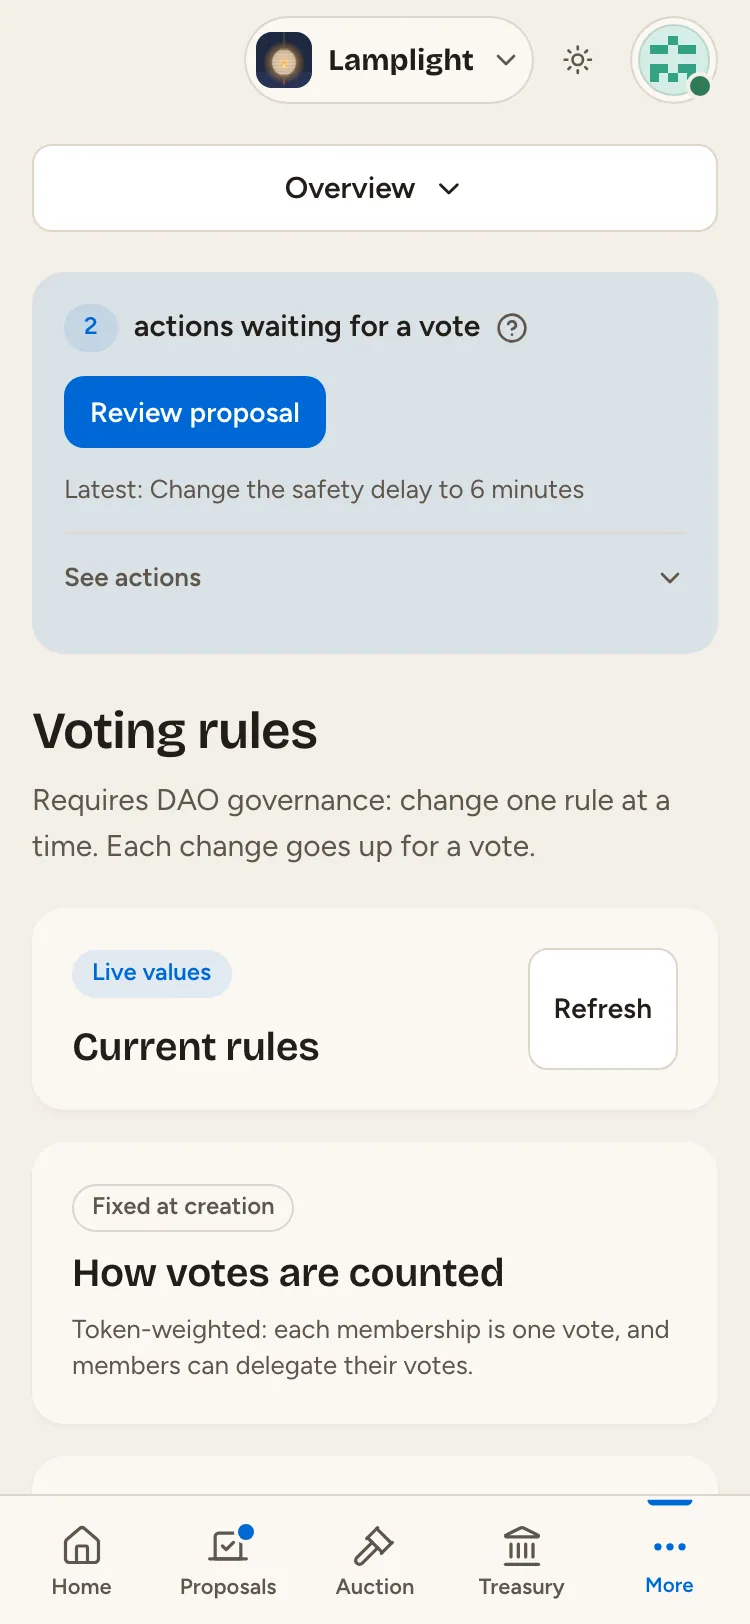 Lamplight
Overview
2 actions waiting for a vote
Review proposal
Latest: Change the safety delay to 6 minutes
See actions
Voting rules
Requires DAO governance: change one rule at a
time. Each change goes up for a vote.
Live values
Current rules
Refresh
Fixed at creation
How votes are counted
Token-weighted: each membership is one vote, and
members can delegate their votes.
Home
Proposals
Auction
Treasury
More